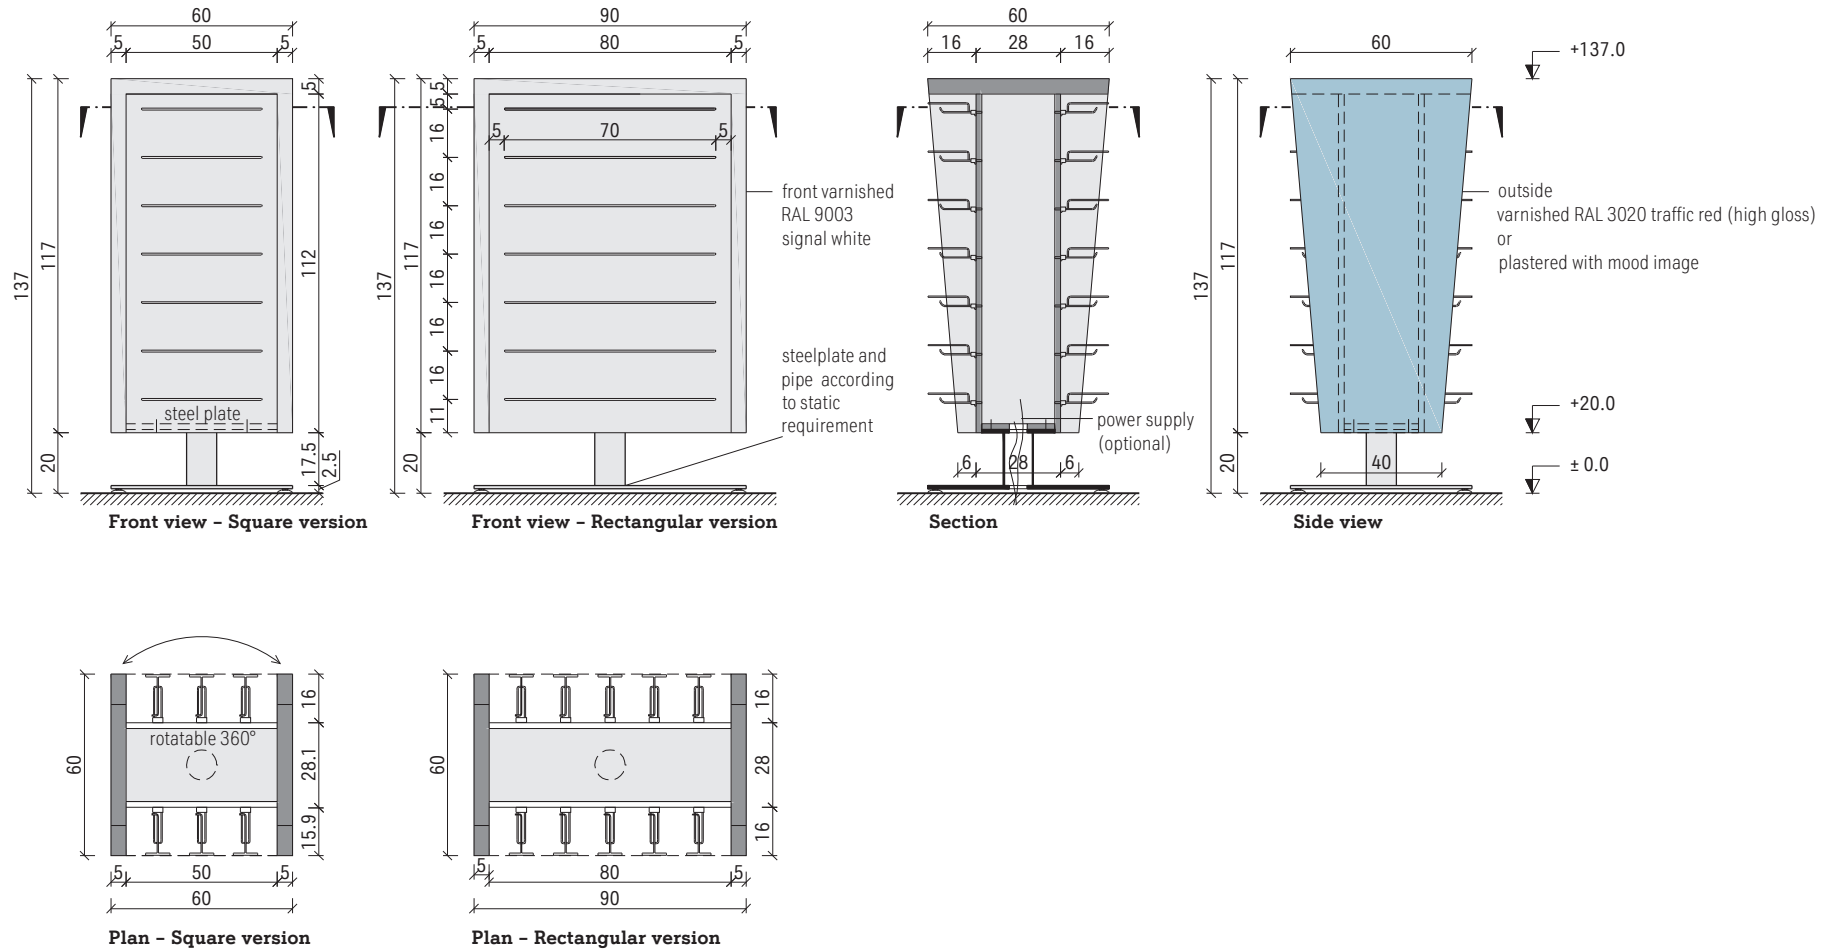 60
5 50 5
137
117
20
5
112
17.5
2.5
steel plate
Front view – Square version
90
5 80 5
137
117
20
5
5
16
16
16
16
16
16
11
5 70 5
front varnished
RAL 9003
signal white
steelplate and
pipe according
to static
requirement
Front view – Rectangular version
60
16 28 16
power supply
(optional)
6 28 6
Section
60
137
117
20
40
outside
varnished RAL 3020 traffic red (high gloss)
or
plastered with mood image
Side view
+137.0
+20.0
± 0.0
60
rotatable 360°
16
28.1
15.9
5 50 5
60
Plan – Square version
60
16
28
16
5 80 5
90
Plan – Rectangular version